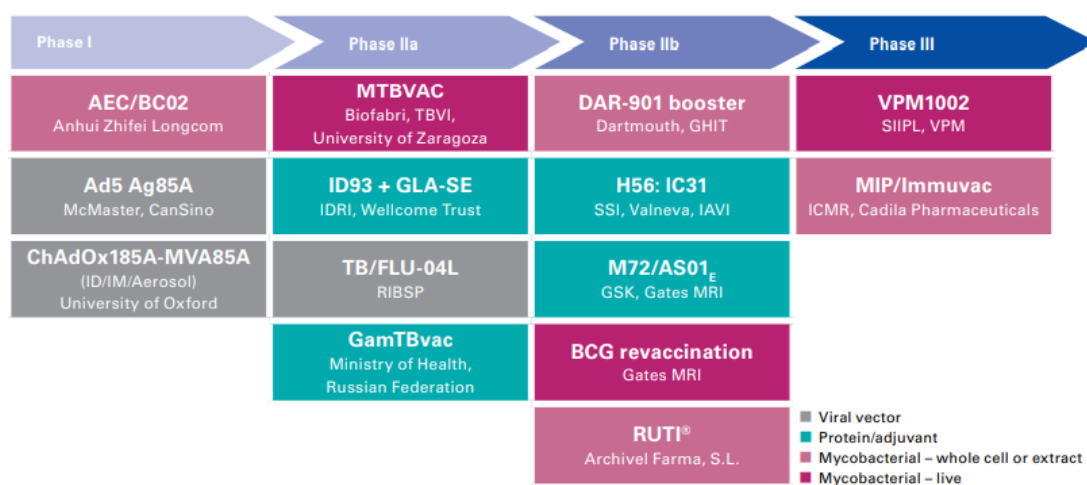 Phase I
Phase IIa
Phase IIb
Phase III
AEC/BC02
Anhui Zhifei Longcom
MTBVAC
Biofabri, TBVI,
University of Zaragoza
DAR-901 booster
Dartmouth, GHIT
VPM1002
SIIPL, VPM
Ad5 Ag85A
McMaster, CanSino
ID93 + GLA-SE
IDRI, Wellcome Trust
H56: IC31
SSI, Valneva, IAVI
MIP/Immuvac
ICMR, Cadila Pharmaceuticals
ChAdOx185A-MVA85A
(ID/IM/Aerosol)
University of Oxford
TB/FLU-04L
RIBSP
M72/AS01E
GSK, Gates MRI
GamTBvac
Ministry of Health,
Russian Federation
BCG revaccination
Gates MRI
RUTI®
Archivel Farma, S.L.
Viral vector
Protein/adjuvant
Mycobacterial – whole cell or extract
Mycobacterial – live